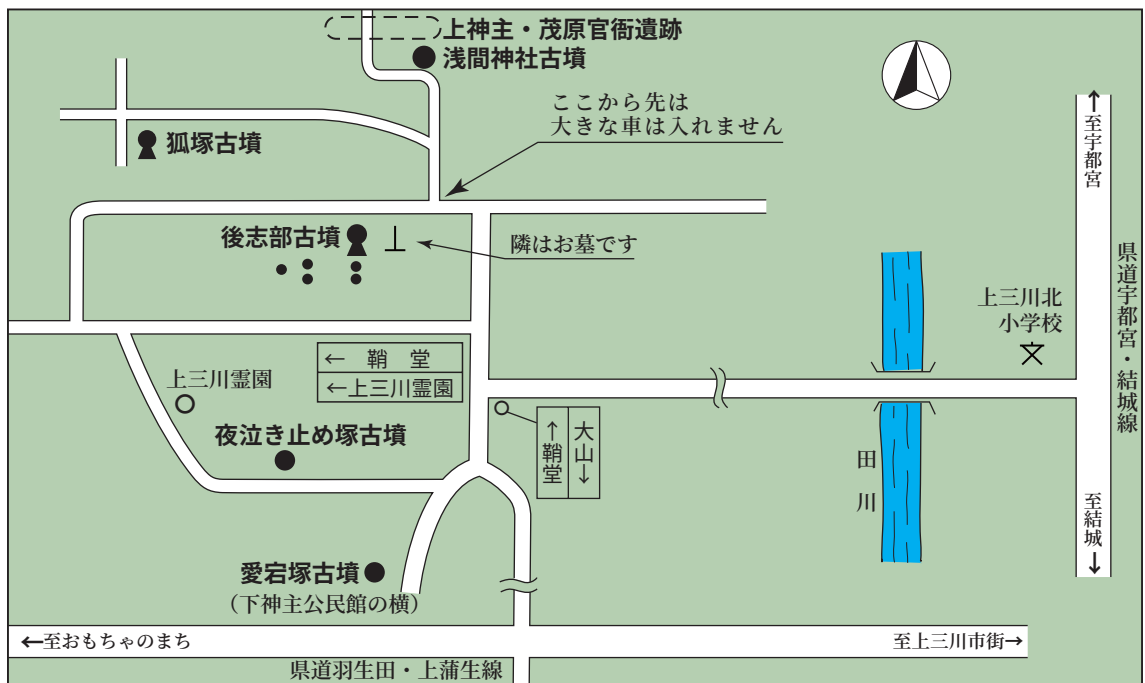 上神主・茂原官衙遺跡
浅間神社古墳
ここから先は
大きな車は入れません
↑至宇都宮
狐塚古墳
後志部古墳
隣はお墓です
県道宇都宮・結城線
上三川北
小学校
文
← 鞘 堂
←上三川霊園
上三川霊園
夜泣き止め塚古墳
↑鞘堂
大山↓
田川
至結城↓
愛宕塚古墳
（下神主公民館の横）
←至おもちゃのまち
至上三川市街→
県道羽生田・上蒲生線